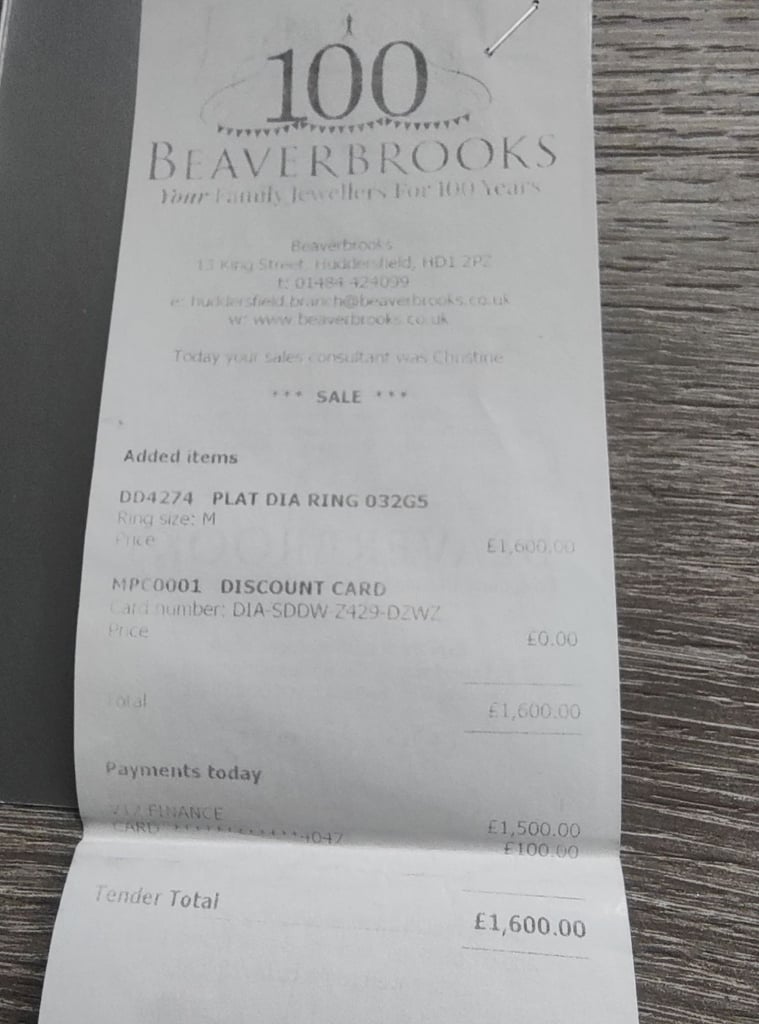 100
BEAVERBROOKS
Your Family Jewellers For 100 Years
Beaverbrooks
13 King Street, Huddersfield, HD1 2PZ
t: 01484 424099
e: huddersfield.branch@beaverbrooks.co.uk
w: www.beaverbrooks.co.uk
Today your sales consultant was Christine
*** SALE ***
Added items
DD4274 PLAT DIA RING 032G5
Ring size: M
Price £1,600.00
MPC0001 DISCOUNT CARD
Card number: DIA-SDDW-Z429-DZWZ
Price £0.00
Total £1,600.00
Payments today
V12 FINANCE £1,500.00
CARD ************4047 £100.00
Tender Total £1,600.00